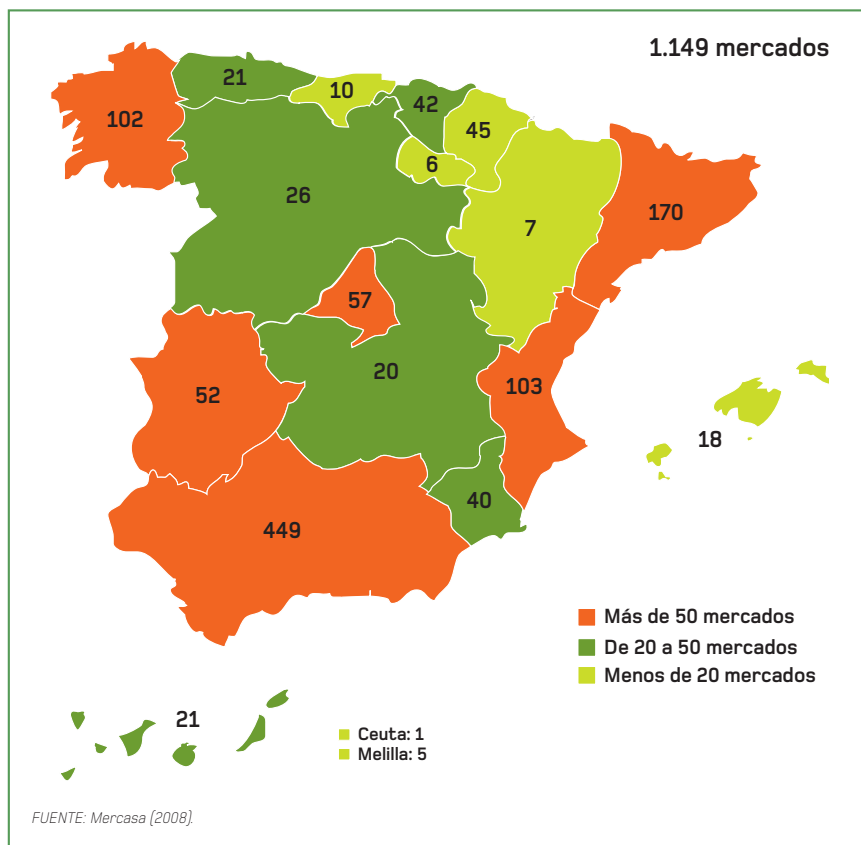 1.149 mercados
21
10
42
102
45
6
26
170
7
57
20
103
52
18
40
449
Más de 50 mercados
De 20 a 50 mercados
Menos de 20 mercados
21
Ceuta: 1
Melilla: 5
FUENTE: Mercasa (2008).